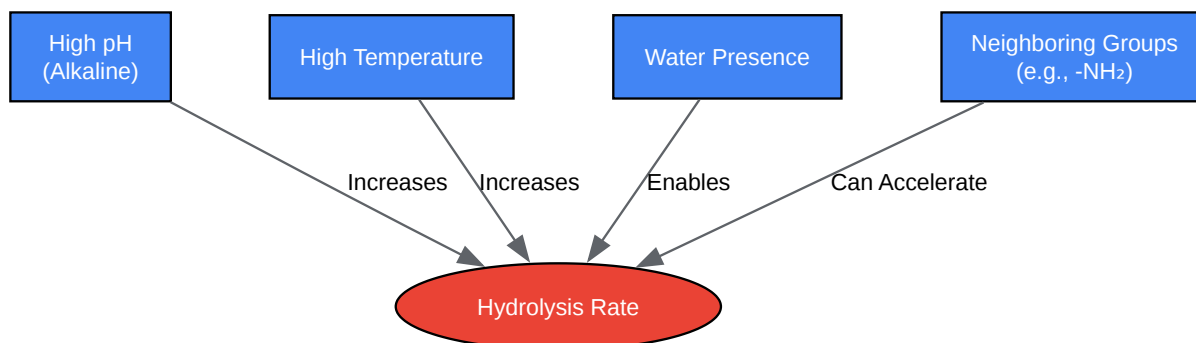 High pH
(Alkaline)
High Temperature
Water Presence
Neighboring Groups
(e.g., -NH₂)
Increases
Increases
Enables
Can Accelerate
Hydrolysis Rate